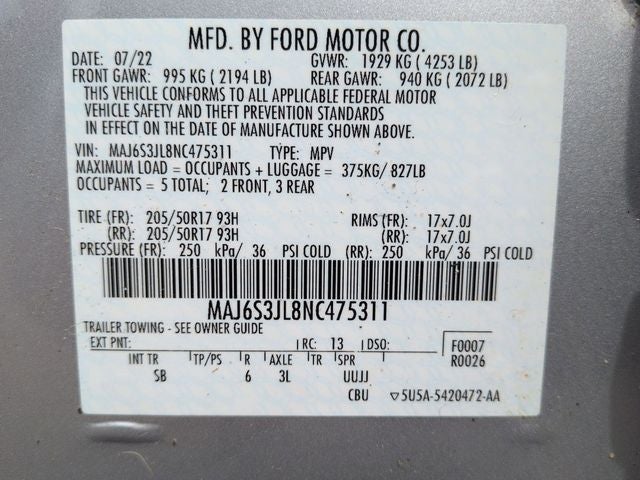 MFD. BY FORD MOTOR CO.
DATE: 07/22 GVWR: 1929 KG ( 4253 LB)
FRONT GAWR: 995 KG ( 2194 LB) REAR GAWR: 940 KG ( 2072 LB)
THIS VEHICLE CONFORMS TO ALL APPLICABLE FEDERAL MOTOR
VEHICLE SAFETY AND THEFT PREVENTION STANDARDS
IN EFFECT ON THE DATE OF MANUFACTURE SHOWN ABOVE.
VIN: MAJ6S3JL8NC475311 TYPE: MPV
MAXIMUM LOAD = OCCUPANTS + LUGGAGE = 375KG/ 827LB
OCCUPANTS = 5 TOTAL; 2 FRONT, 3 REAR
TIRE (FR): 205/50R17 93H RIMS (FR): 17x7.0J
(RR): 205/50R17 93H (RR): 17x7.0J
PRESSURE (FR): 250 kPa/ 36 PSI COLD (RR): 250 kPa/ 36 PSI COLD
MAJ6S3JL8NC475311
TRAILER TOWING - SEE OWNER GUIDE
EXT PNT: RC: 13 DSO: F0007
INT TR TP/PS R AXLE TR SPR R0026
SB 6 3L UUJJ
CBU ▽5U5A-5420472-AA